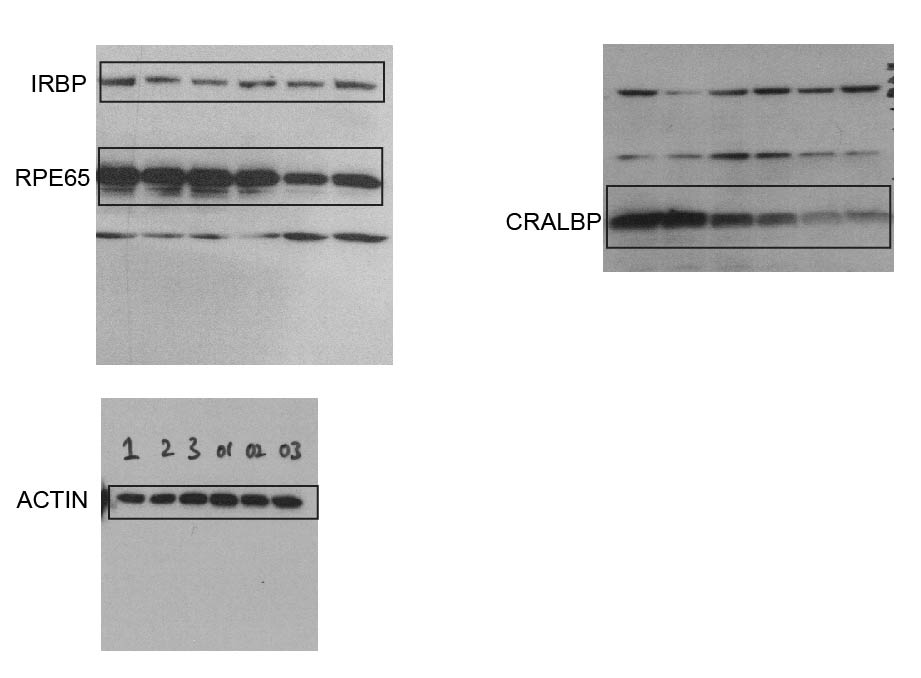 IRBP
RPE65
CRALBP
1 2 3 01 02 03
ACTIN